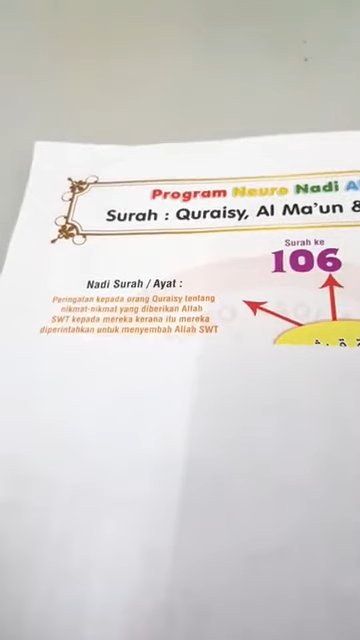 Program Neuro Nadi A
Surah : Quraisy, Al Ma'un &
Surah ke
106
Nadi Surah / Ayat :
Peringatan kepada orang Quraisy tentang
nikmat-nikmat yang diberikan Allah
SWT kepada mereka kerana itu mereka
diperintahkan untuk menyembah Allah SWT